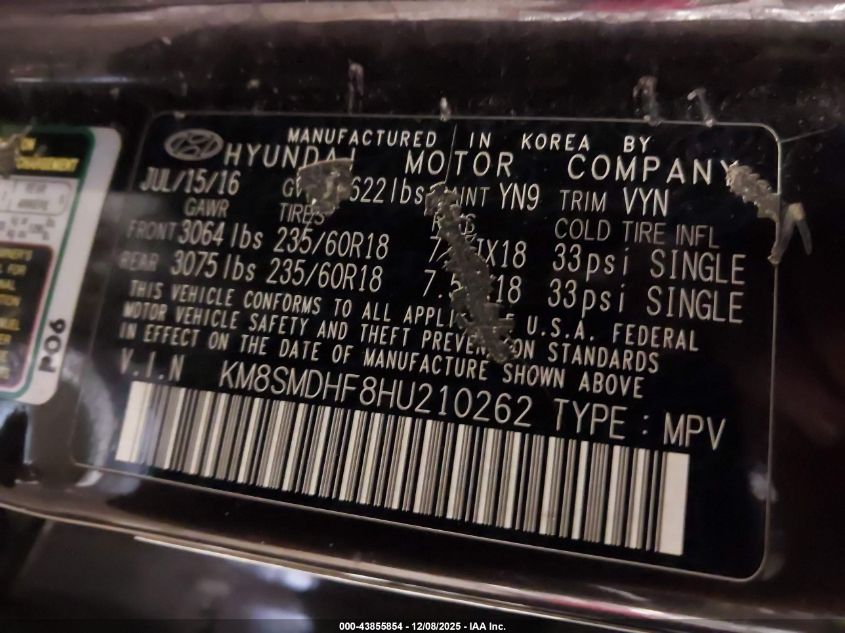 MANUFACTURED IN KOREA BY
HYUNDAI MOTOR COMPANY
JUL/15/16 622lbs YN9 TRIM VYN
GAWR TIRES COLD TIRE INFL
FRONT 3064 lbs 235/60R18 33psi SINGLE
REAR 3075 lbs 235/60R18 33psi SINGLE
THIS VEHICLE CONFORMS TO ALL U.S.A. FEDERAL
MOTOR VEHICLE SAFETY AND THEFT PREVENTION STANDARDS
IN EFFECT ON THE DATE OF MANUFACTURE SHOWN ABOVE
V.I.N KM8SMDHF8HU210262 TYPE : MPV
P06
000-43855854 - 12/08/2025 - IAA Inc.